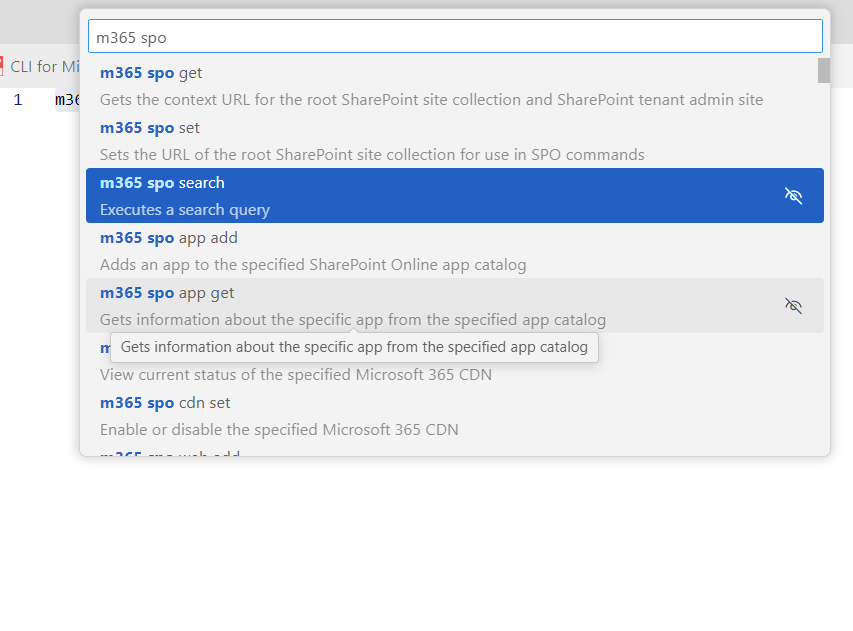 m365 spo
CLI for Mi
1 m36
m365 spo get
Gets the context URL for the root SharePoint site collection and SharePoint tenant admin site
m365 spo set
Sets the URL of the root SharePoint site collection for use in SPO commands
m365 spo search
Executes a search query
m365 spo app add
Adds an app to the specified SharePoint Online app catalog
m365 spo app get
Gets information about the specific app from the specified app catalog
Gets information about the specific app from the specified app catalog
View current status of the specified Microsoft 365 CDN
m365 spo cdn set
Enable or disable the specified Microsoft 365 CDN
m365 spo web add